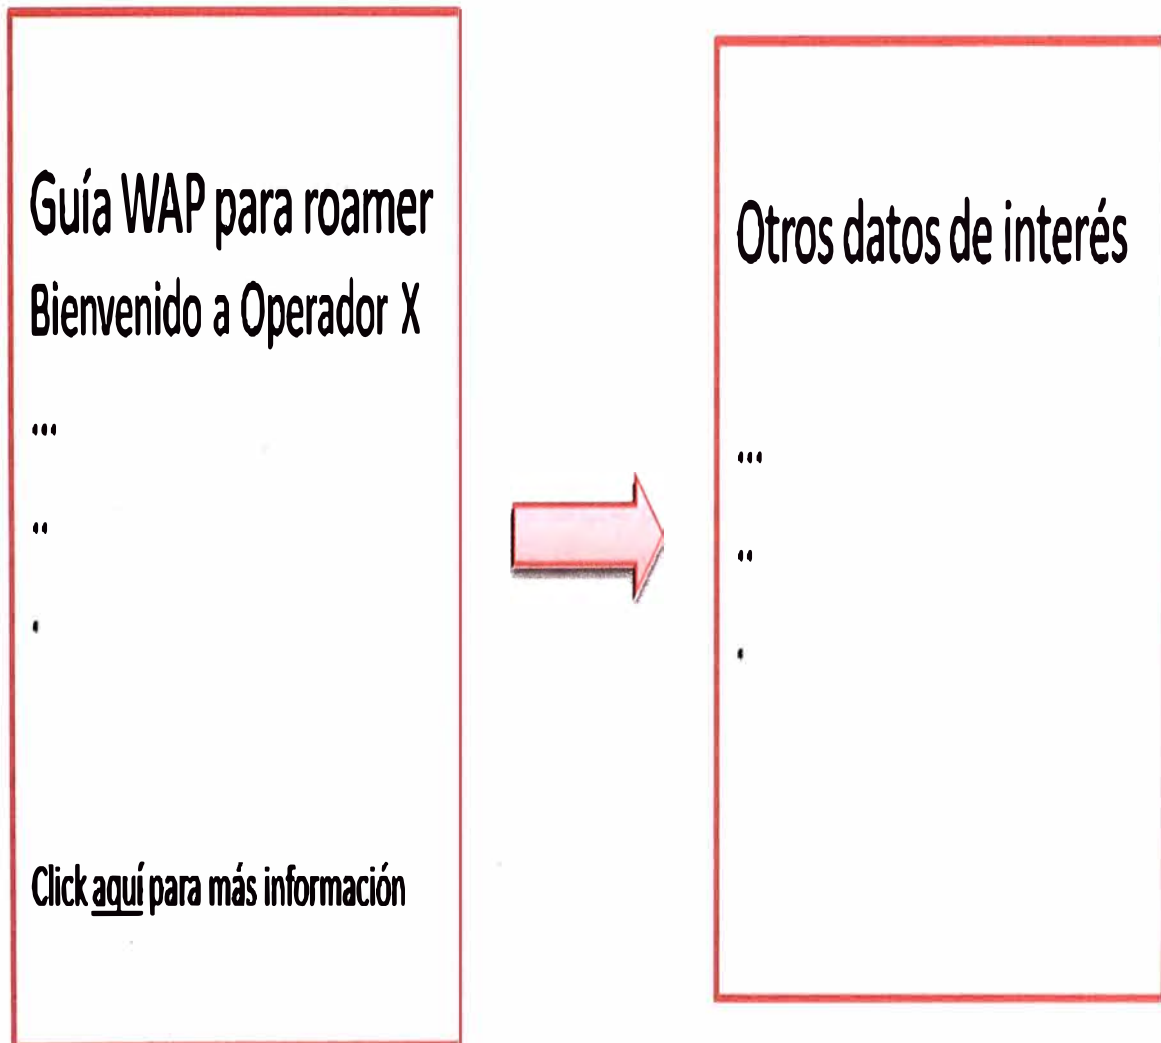 Guía WAP para roamer
Bienvenido a Operador X
...
..
.
Click aquí para más información
Otros datos de interés
...
..
.